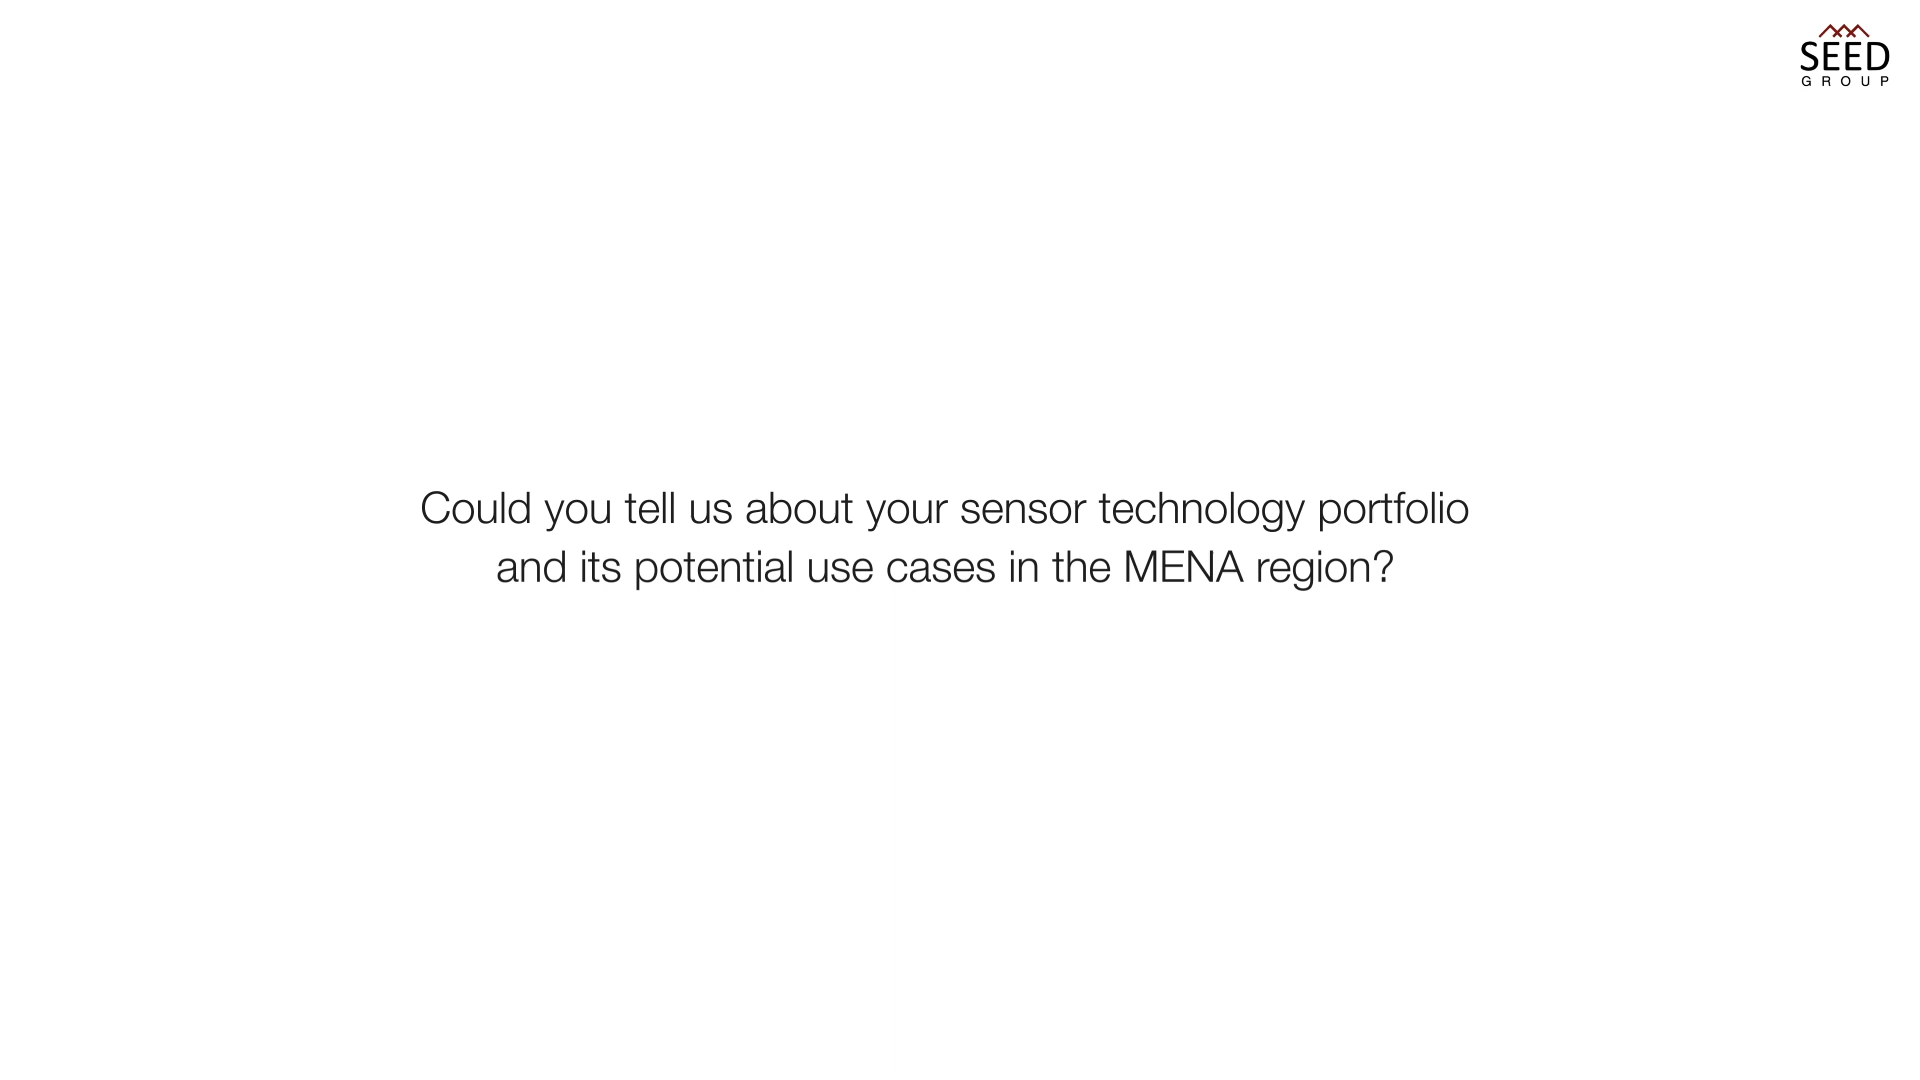 SEED
GROUP
Could you tell us about your sensor technology portfolio
and its potential use cases in the MENA region?